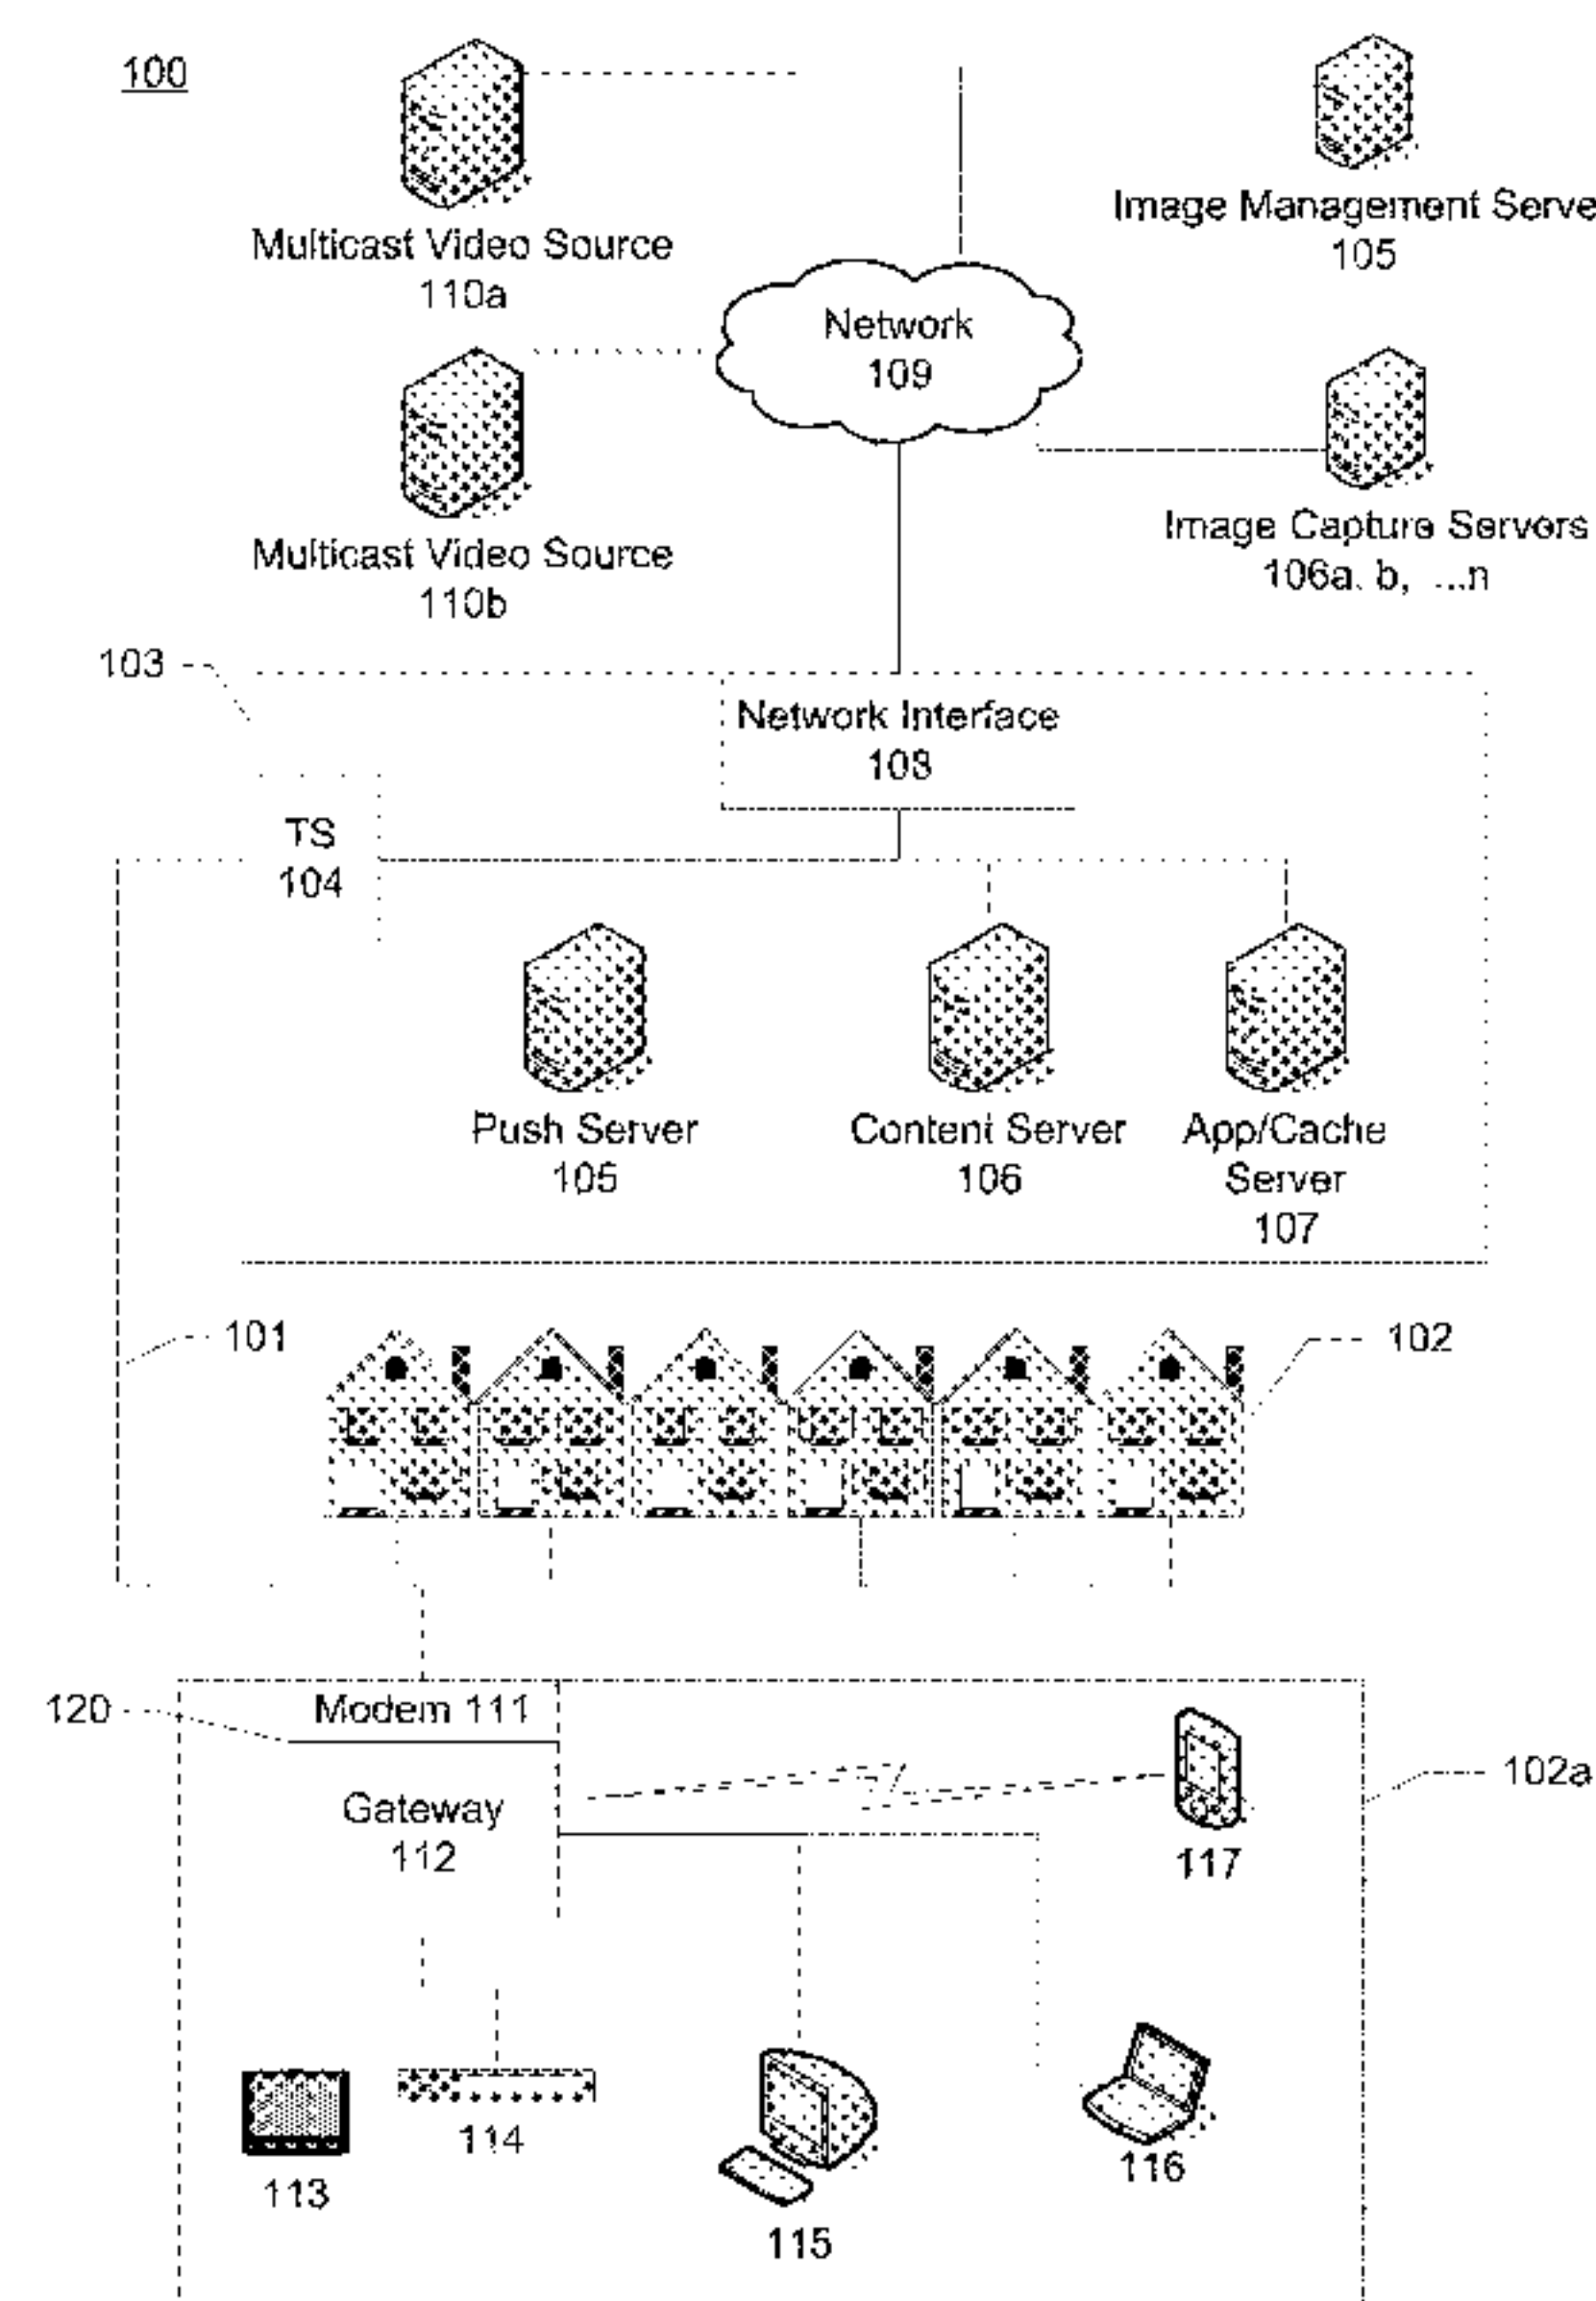 100
Multicast Video Source
110a
Image Management Serve
105
Network
109
Multicast Video Source
110b
Image Capture Servers
106a. b, ...n
103
Network Interface
108
TS
104
Push Server
105
Content Server
106
App/Cache
Server
107
101
102
120
Modem 111
Gateway
112
117
102a
113
114
115
116